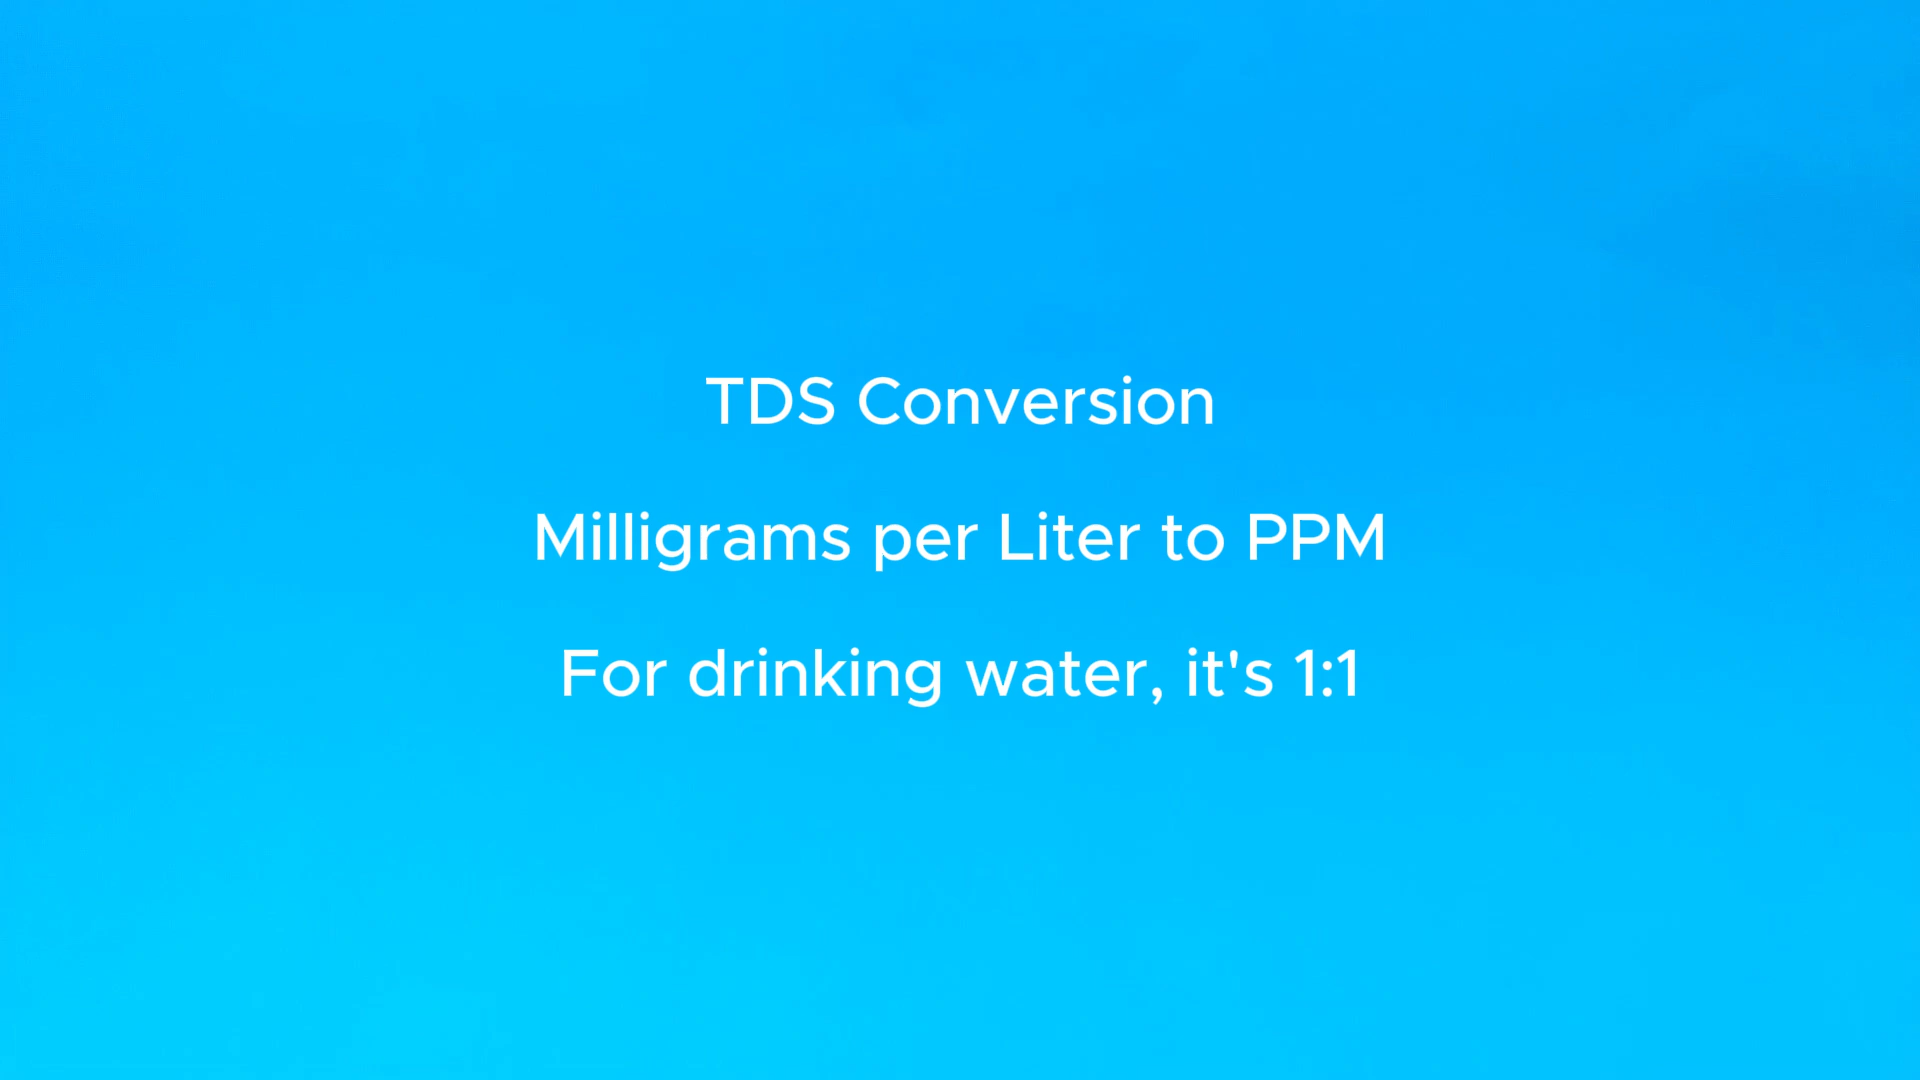 TDS Conversion
Milligrams per Liter to PPM
For drinking water, it's 1:1